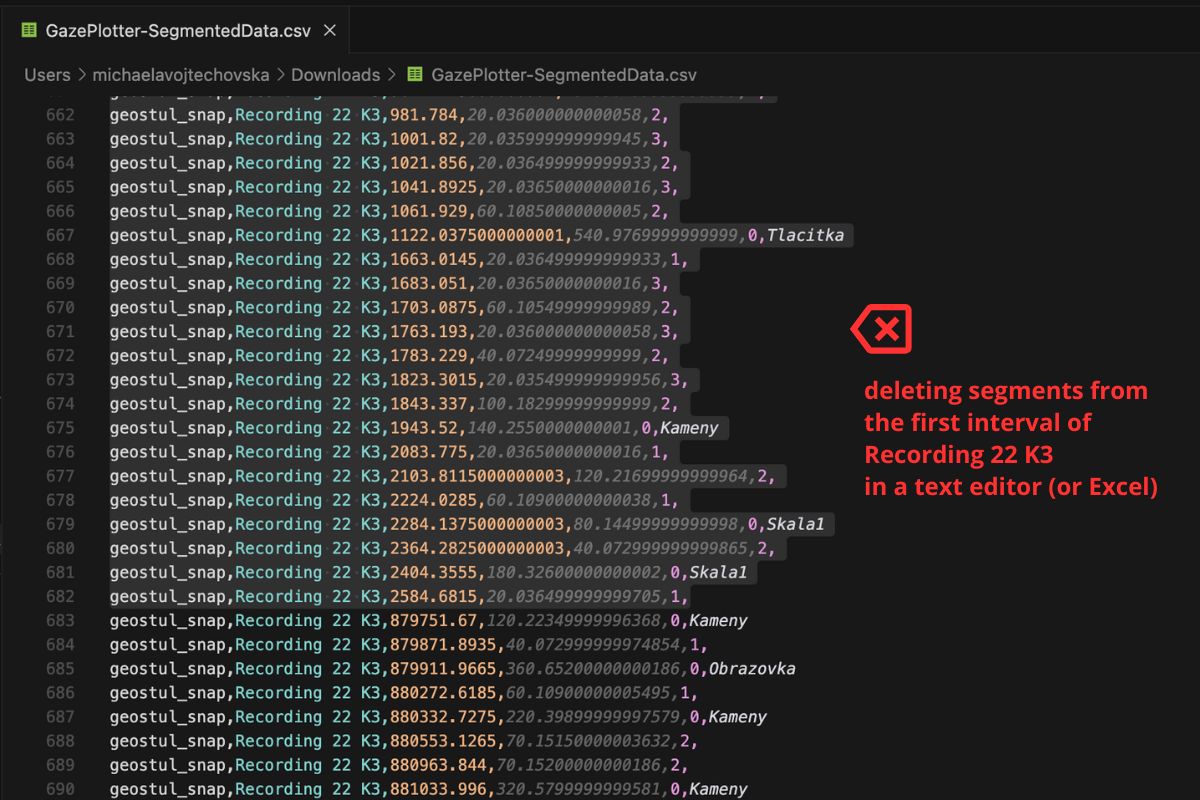 GazePlotter-SegmentedData.csv
Users > michaelavojtechovska > Downloads > GazePlotter-SegmentedData.csv
662 geostul_snap,Recording 22 K3,981.784,20.036000000000058,2,
663 geostul_snap,Recording 22 K3,1001.82,20.035999999999945,3,
664 geostul_snap,Recording 22 K3,1021.856,20.036499999999933,2,
665 geostul_snap,Recording 22 K3,1041.8925,20.03650000000016,3,
666 geostul_snap,Recording 22 K3,1061.929,60.10850000000005,2,
667 geostul_snap,Recording 22 K3,1122.0375000000001,540.9769999999999,0,Tlacitka
668 geostul_snap,Recording 22 K3,1663.0145,20.036499999999933,1,
669 geostul_snap,Recording 22 K3,1683.051,20.03650000000016,3,
670 geostul_snap,Recording 22 K3,1703.0875,60.10549999999989,2,
671 geostul_snap,Recording 22 K3,1763.193,20.036000000000058,3,
672 geostul_snap,Recording 22 K3,1783.229,40.07249999999999,2,
673 geostul_snap,Recording 22 K3,1823.3015,20.035499999999956,3,
674 geostul_snap,Recording 22 K3,1843.337,100.18299999999999,2,
675 geostul_snap,Recording 22 K3,1943.52,140.2550000000001,0,Kameny
676 geostul_snap,Recording 22 K3,2083.775,20.03650000000016,1,
677 geostul_snap,Recording 22 K3,2103.8115000000003,120.21699999999964,2,
678 geostul_snap,Recording 22 K3,2224.0285,60.10900000000038,1,
679 geostul_snap,Recording 22 K3,2284.1375000000003,80.14499999999998,0,Skala1
680 geostul_snap,Recording 22 K3,2364.2825000000003,40.072999999999865,2,
681 geostul_snap,Recording 22 K3,2404.3555,180.32600000000002,0,Skala1
682 geostul_snap,Recording 22 K3,2584.6815,20.036499999999705,1,
683 geostul_snap,Recording 22 K3,879751.67,120.22349999996368,0,Kameny
684 geostul_snap,Recording 22 K3,879871.8935,40.072999999974854,1,
685 geostul_snap,Recording 22 K3,879911.9665,360.65200000000186,0,Obrazovka
686 geostul_snap,Recording 22 K3,880272.6185,60.10900000005495,1,
687 geostul_snap,Recording 22 K3,880332.7275,220.39899999997579,0,Kameny
688 geostul_snap,Recording 22 K3,880553.1265,70.15150000003632,2,
689 geostul_snap,Recording 22 K3,880963.844,70.15200000000186,2,
690 geostul_snap,Recording 22 K3,881033.996,320.5799999999581,0,Kameny
deleting segments from
the first interval of
Recording 22 K3
in a text editor (or Excel)